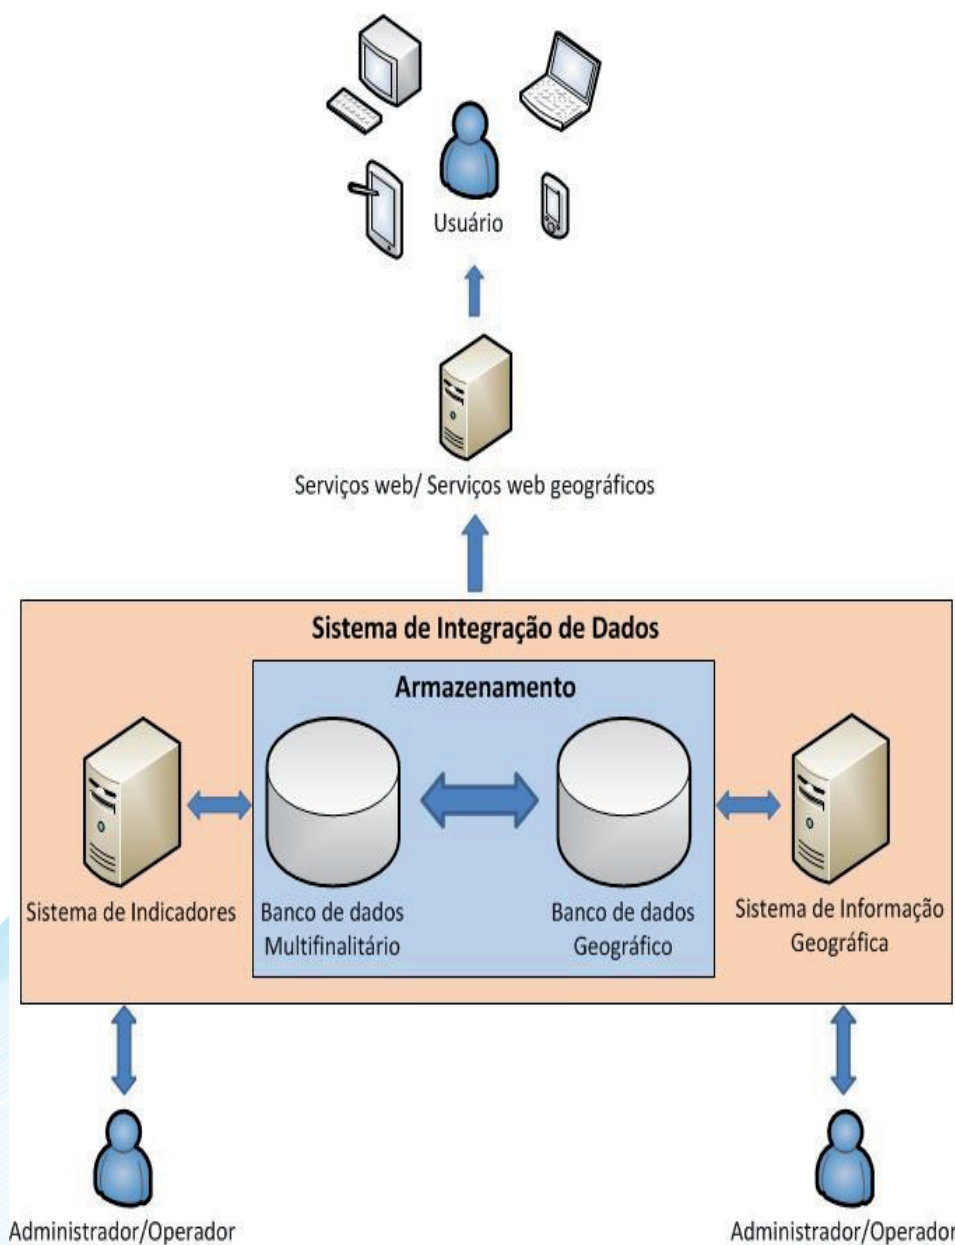 Usuário
Serviços web/ Serviços web geográficos
Sistema de Integração de Dados
Armazenamento
Sistema de Indicadores
Banco de dados
Multifinalitário
Banco de dados
Geográfico
Sistema de Informação
Geográfica
Administrador/Operador
Administrador/Operador